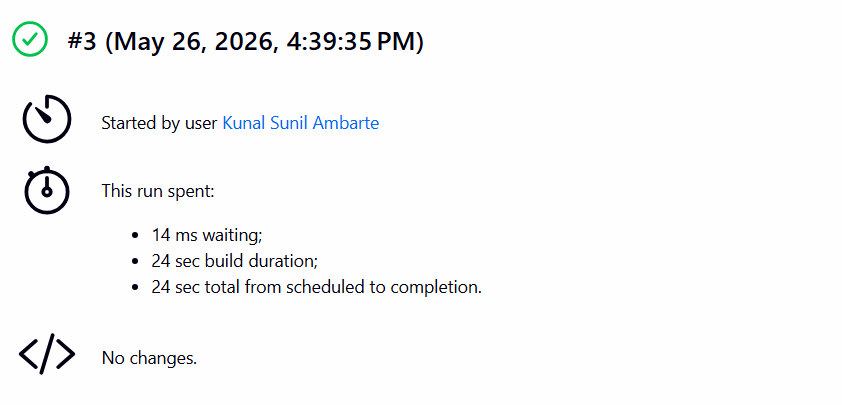 #3 (May 26, 2026, 4:39:35 PM)
Started by user Kunal Sunil Ambarte
This run spent:
• 14 ms waiting;
• 24 sec build duration;
• 24 sec total from scheduled to completion.
No changes.